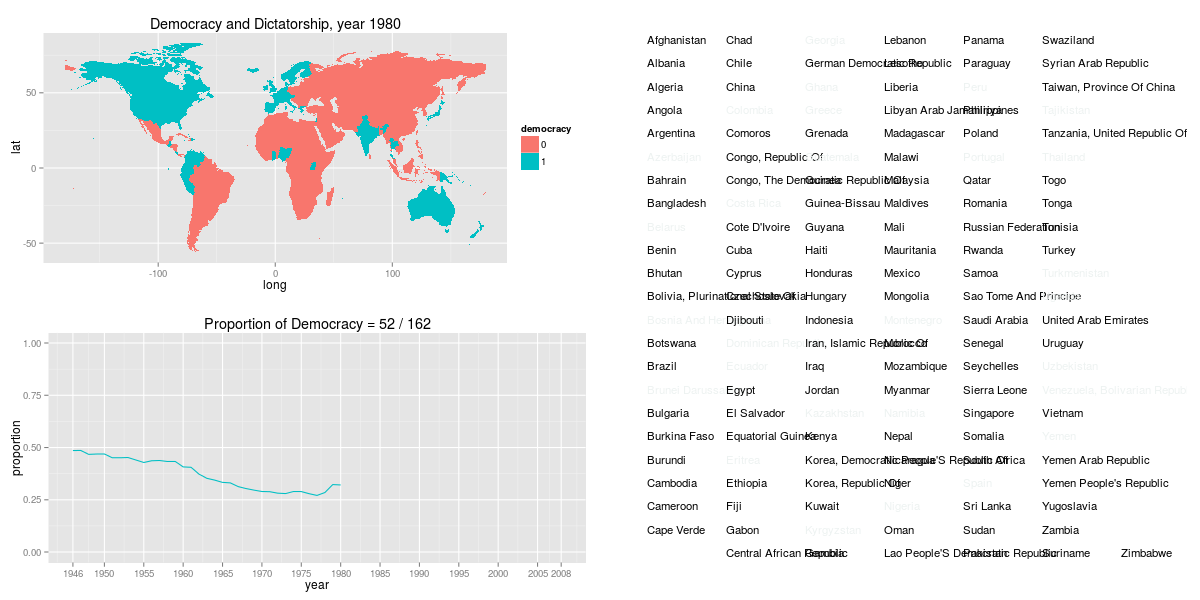 Democracy and Dictatorship, year 1980
50
0
-50
lat
-100
0
100
long
democracy
0
1
Proportion of Democracy = 52 / 162
1.00
0.75
0.50
0.25
0.00
proportion
1946
1950
1955
1960
1965
1970
1975
1980
1985
1990
1995
2000
2005
2008
year
Afghanistan
Albania
Algeria
Angola
Argentina
Azerbaijan
Bahrain
Bangladesh
Belarus
Benin
Bhutan
Bolivia, Plurinational State Of
Bosnia And
Botswana
Brazil
Brunei
Bulgaria
Burkina Faso
Burundi
Cambodia
Cameroon
Cape Verde
Chad
Chile
China
Colombia
Comoros
Congo, Republic Of
Congo, The Democratic Republic Of
Costa Rica
Cote D'Ivoire
Cuba
Cyprus
Czechoslovakia
Djibouti
Dominican
Ecuador
Egypt
El Salvador
Equatorial Guinea
Eritrea
Ethiopia
Fiji
Gabon
Central African Republic
Georgia
German Democratic Republic
Ghana
Greece
Grenada
Guatemala
Guinea
Guinea-Bissau
Guyana
Haiti
Honduras
Hungary
Indonesia
Iran, Islamic Republic Of
Iraq
Jordan
Kazakhstan
Kenya
Korea, Democratic People'S Republic Of
Korea, Republic Of
Kuwait
Kyrgyzstan
Gambia
Lebanon
Lesotho
Liberia
Libyan Arab Jamahiriya
Madagascar
Malawi
Malaysia
Maldives
Mali
Mauritania
Mexico
Mongolia
Montenegro
Morocco
Mozambique
Myanmar
Namibia
Nepal
Nicaragua
Niger
Nigeria
Oman
Lao People'S Democratic Republic
Panama
Paraguay
Peru
Philippines
Poland
Portugal
Qatar
Romania
Russian Federation
Rwanda
Samoa
Sao Tome And Principe
Saudi Arabia
Senegal
Seychelles
Sierra Leone
Singapore
Somalia
South Africa
Spain
Sri Lanka
Sudan
Pakistan
Swaziland
Syrian Arab Republic
Taiwan, Province Of China
Tajikistan
Tanzania, United Republic Of
Thailand
Togo
Tonga
Tunisia
Turkey
Turkmenistan
United Arab Emirates
Uruguay
Uzbekistan
Venezuela, Bolivarian Repub
Vietnam
Yemen
Yemen Arab Republic
Yemen People's Republic
Yugoslavia
Zambia
Suriname
Zimbabwe